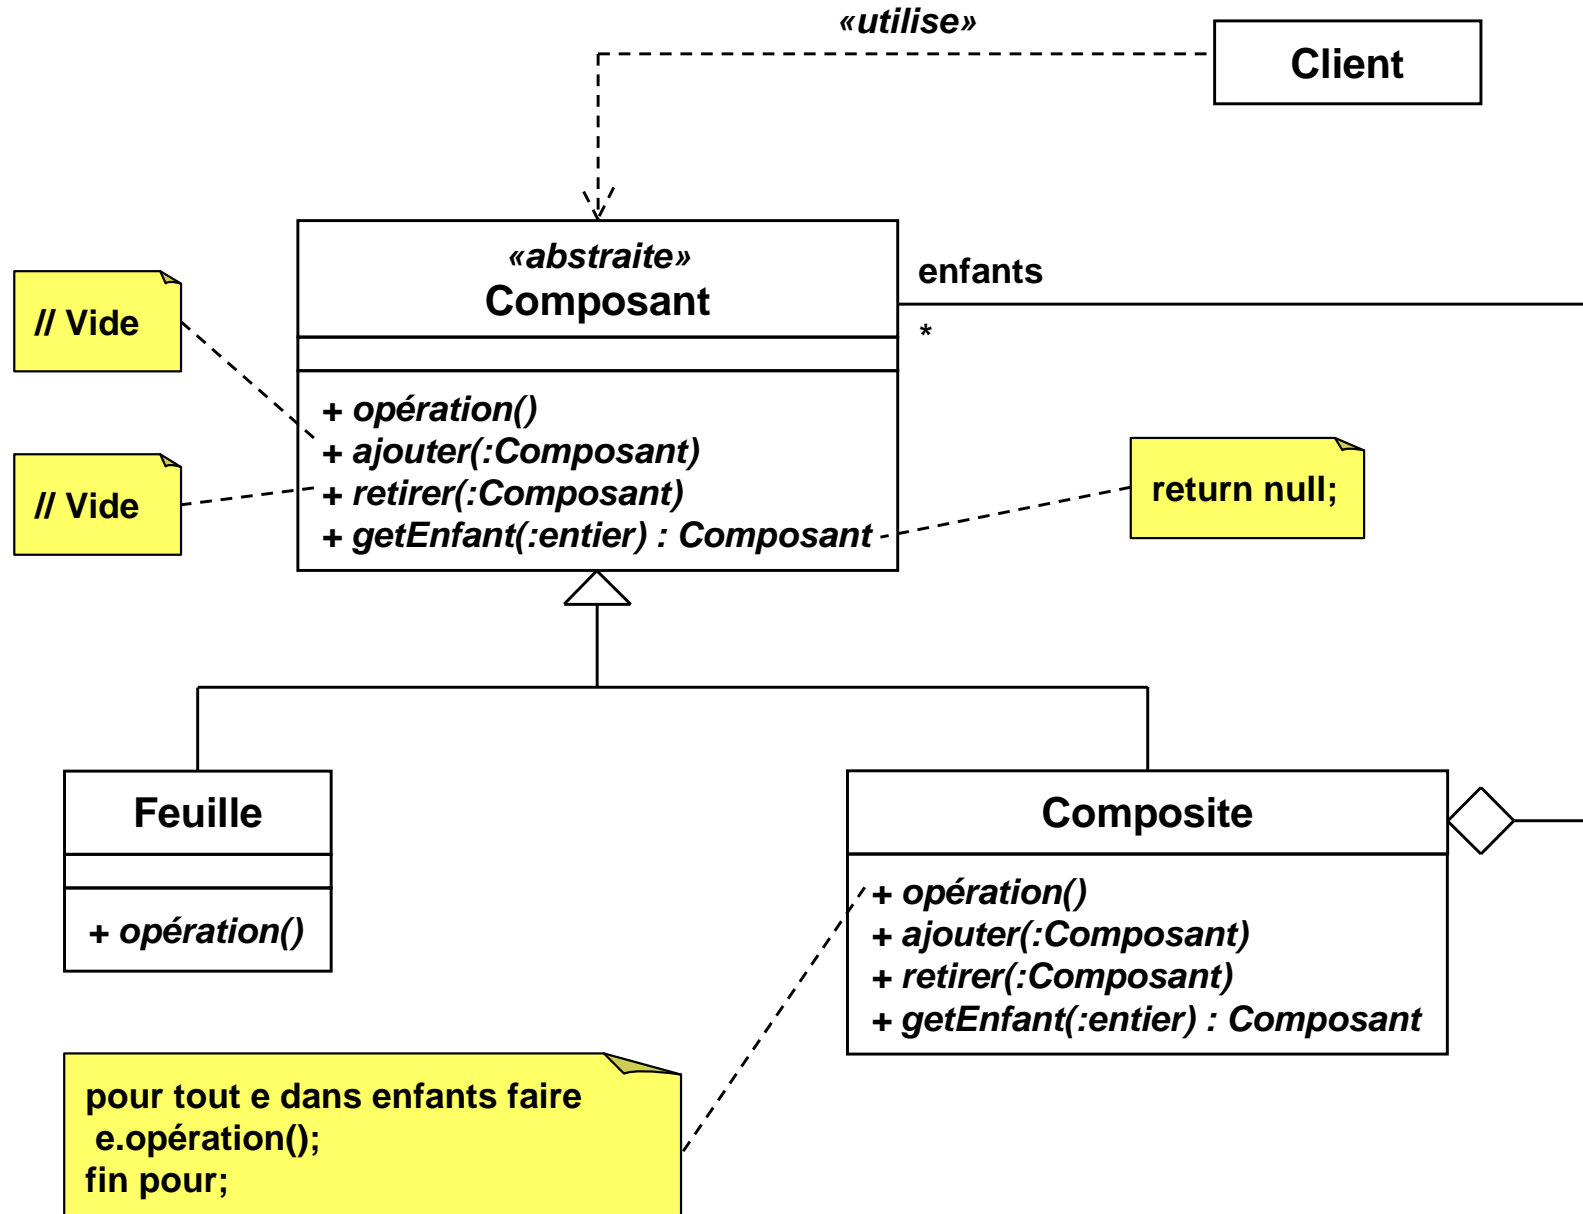 «utilise»
Client
«abstraite»
Composant
enfants
*
// Vide
+ opération()
+ ajouter(:Composant)
+ retirer(:Composant)
+ getEnfant(:entier) : Composant
// Vide
return null;
Feuille
+ opération()
Composite
+ opération()
+ ajouter(:Composant)
+ retirer(:Composant)
+ getEnfant(:entier) : Composant
pour tout e dans enfants faire
e.opération();
fin pour;